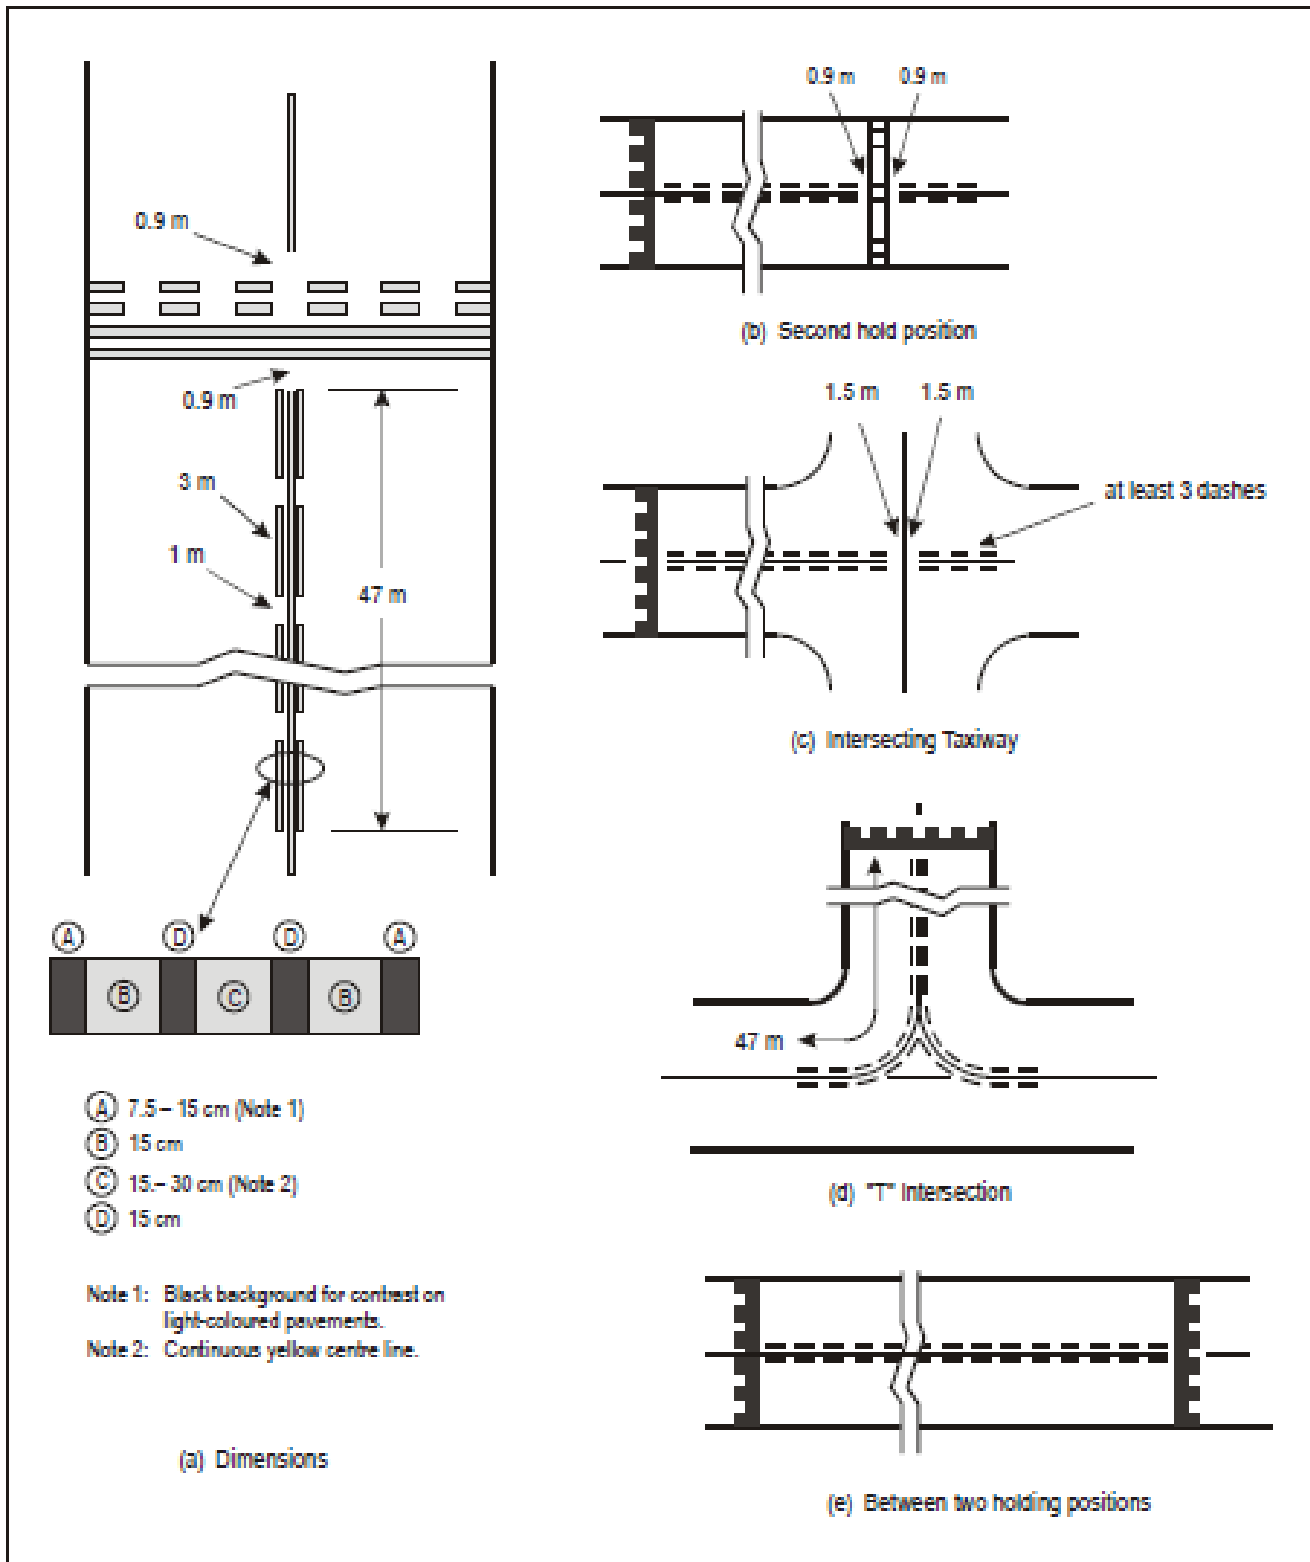 0.9 m
0.9 m
3 m
1 m
47 m
A D D A
B C B
A 7.5 – 15 cm (Note 1)
B 15 cm
C 15.– 30 cm (Note 2)
D 15 cm
Note 1: Black background for contrast on
light-coloured pavements.
Note 2: Continuous yellow centre line.
(a) Dimensions
0.9 m 0.9 m
(b) Second hold position
1.5 m 1.5 m
at least 3 dashes
(c) Intersecting Taxiway
47 m
(d) "T" Intersection
(e) Between two holding positions